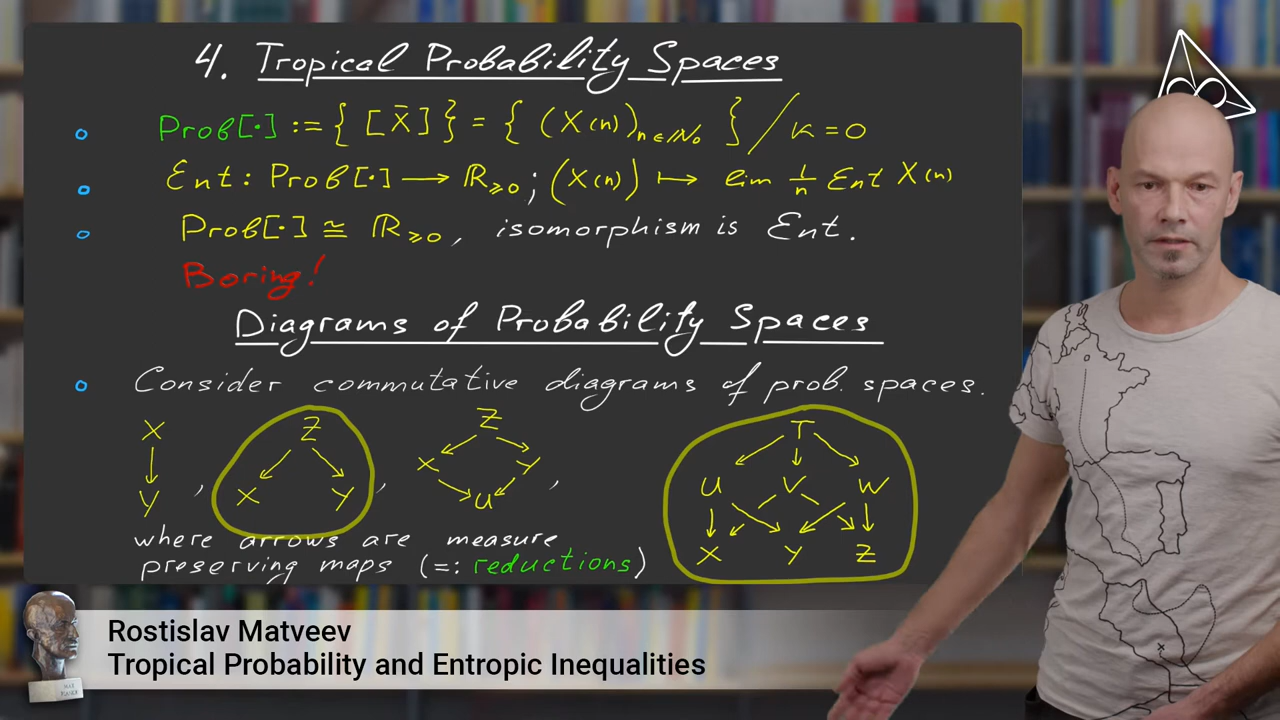 4. Tropical Probability Spaces
Prob[·] := { [X̄] } = { (X(n))ₙ∈ℕ₀ } / κ = 0
Ent : Prob[·] ⟶ ℝ≥0 ; (X(n)) ↦ lim 1/n Ent X(n)
Prob[·] ≅ ℝ≥0, isomorphism is Ent.
Boring!
Diagrams of Probability Spaces
Consider commutative diagrams of prob. spaces.
X Z Z T
X Y U V W
Y , X Y , U , X Y Z
where arrows are measure
preserving maps (=: reductions)
MAX
PLANCK
Rostislav Matveev
Tropical Probability and Entropic Inequalities